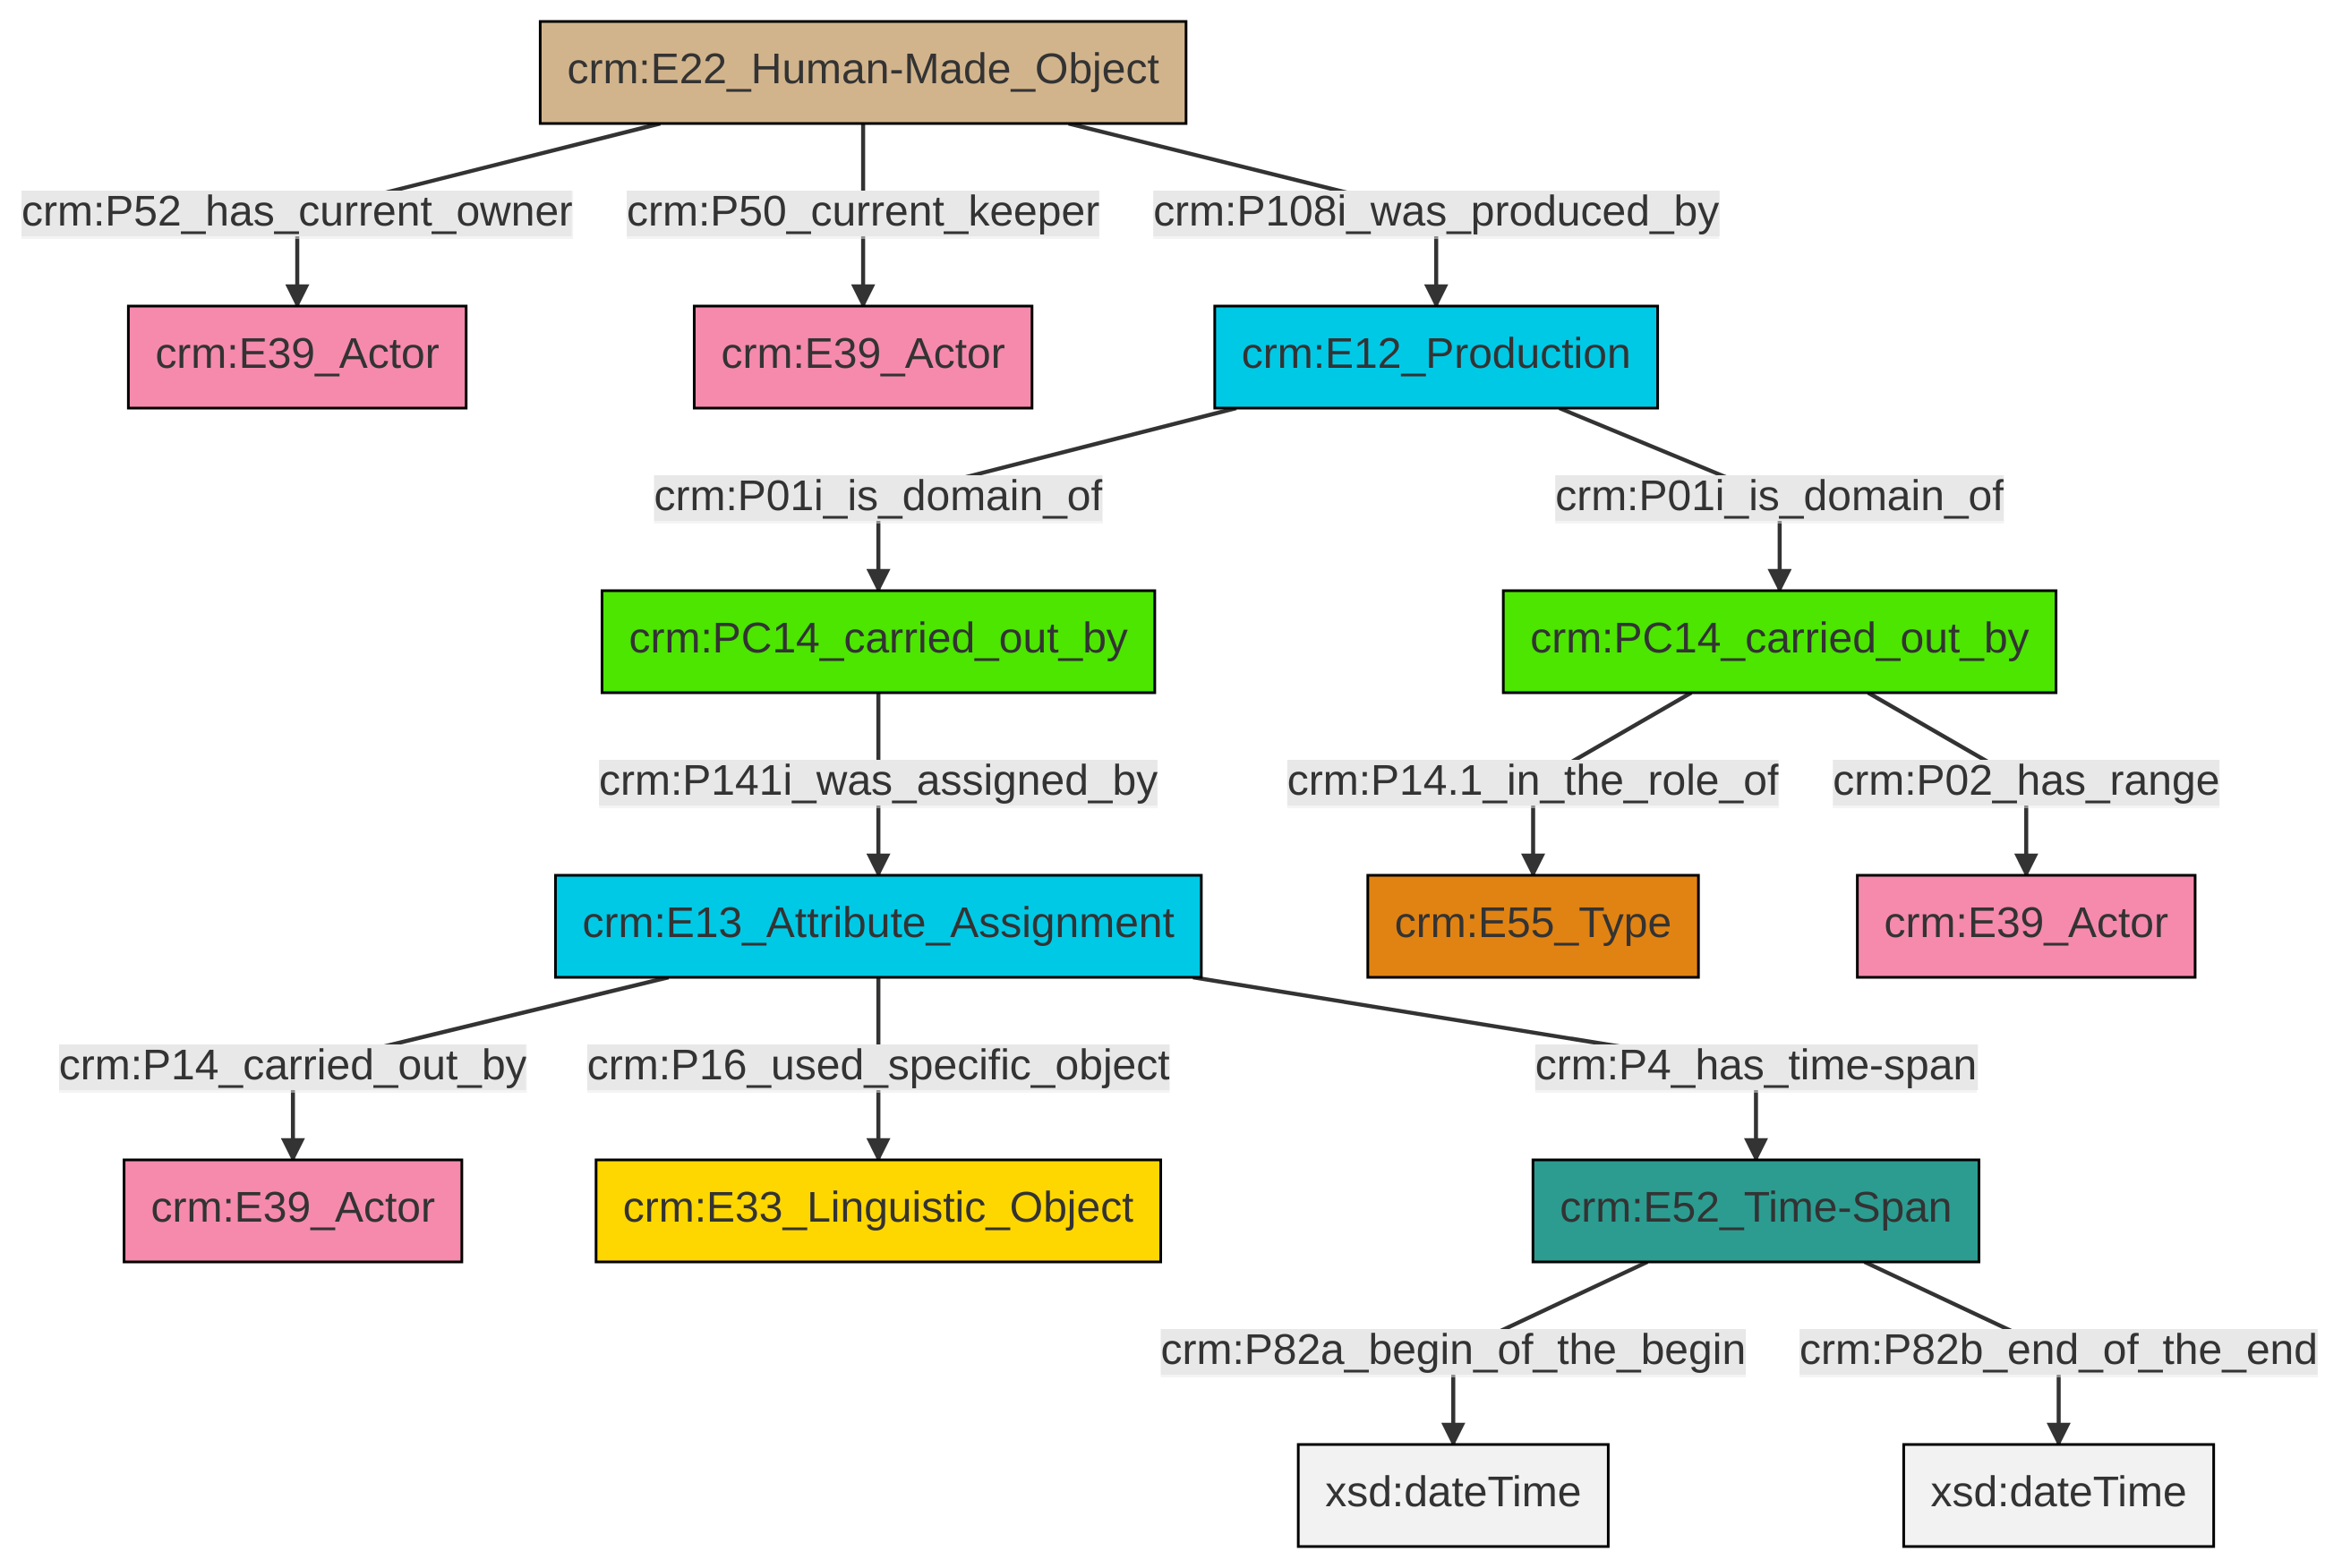 crm:E22_Human-Made_Object
crm:P52_has_current_owner
crm:P50_current_keeper
crm:P108i_was_produced_by
crm:E39_Actor
crm:E39_Actor
crm:E12_Production
crm:P01i_is_domain_of
crm:P01i_is_domain_of
crm:PC14_carried_out_by
crm:PC14_carried_out_by
crm:P141i_was_assigned_by
crm:P14.1_in_the_role_of
crm:P02_has_range
crm:E13_Attribute_Assignment
crm:E55_Type
crm:E39_Actor
crm:P14_carried_out_by
crm:P16_used_specific_object
crm:P4_has_time-span
crm:E39_Actor
crm:E33_Linguistic_Object
crm:E52_Time-Span
crm:P82a_begin_of_the_begin
crm:P82b_end_of_the_end
xsd:dateTime
xsd:dateTime